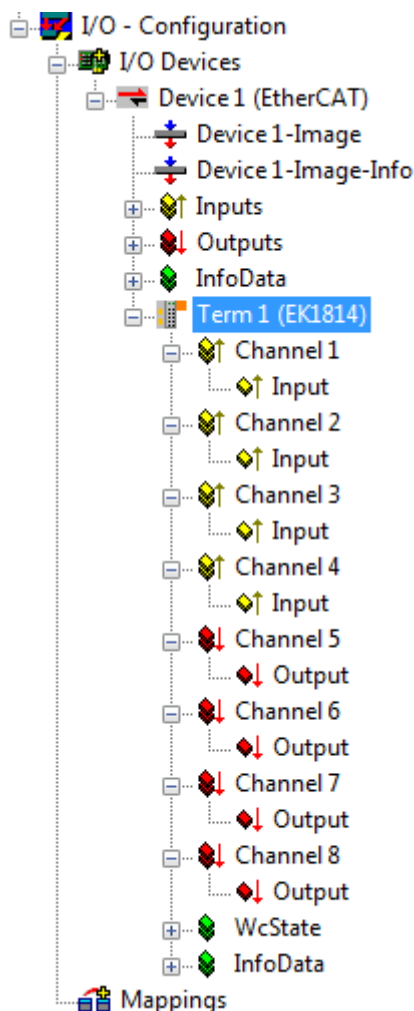 I/O - Configuration
I/O Devices
Device 1 (EtherCAT)
Device 1-Image
Device 1-Image-Info
Inputs
Outputs
InfoData
Term 1 (EK1814)
Channel 1
Input
Channel 2
Input
Channel 3
Input
Channel 4
Input
Channel 5
Output
Channel 6
Output
Channel 7
Output
Channel 8
Output
WcState
InfoData
Mappings